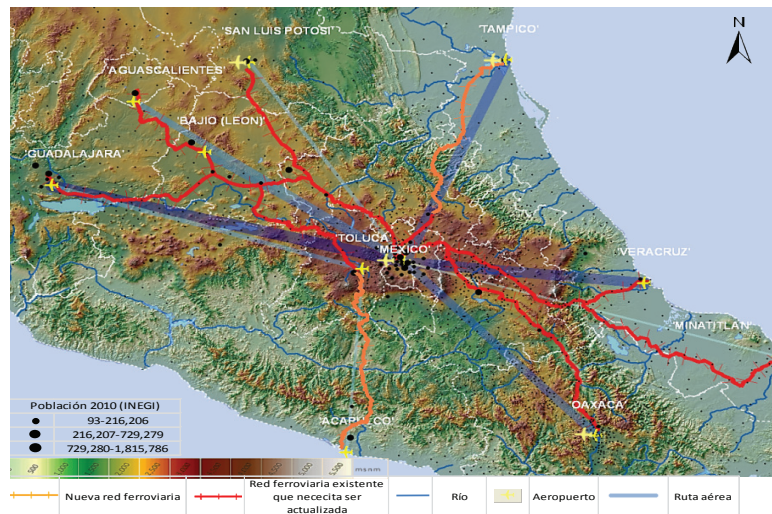 N
'SAN LUIS POTOSI'
'TAMPICO'
'AGUASCALIENTES'
'BAJIO (LEON)'
'GUADALAJARA'
'TOLUCA'
'MEXICO'
'VERACRUZ'
'MINATITLAN'
'OAXACA'
'ACAPULCO'
Población 2010 (INEGI)
93-216,206
216,207-729,279
729,280-1,815,786
msnm
Nueva red ferroviaria
Red ferroviaria existente
que nececita ser
actualizada
Río
Aeropuerto
Ruta aérea